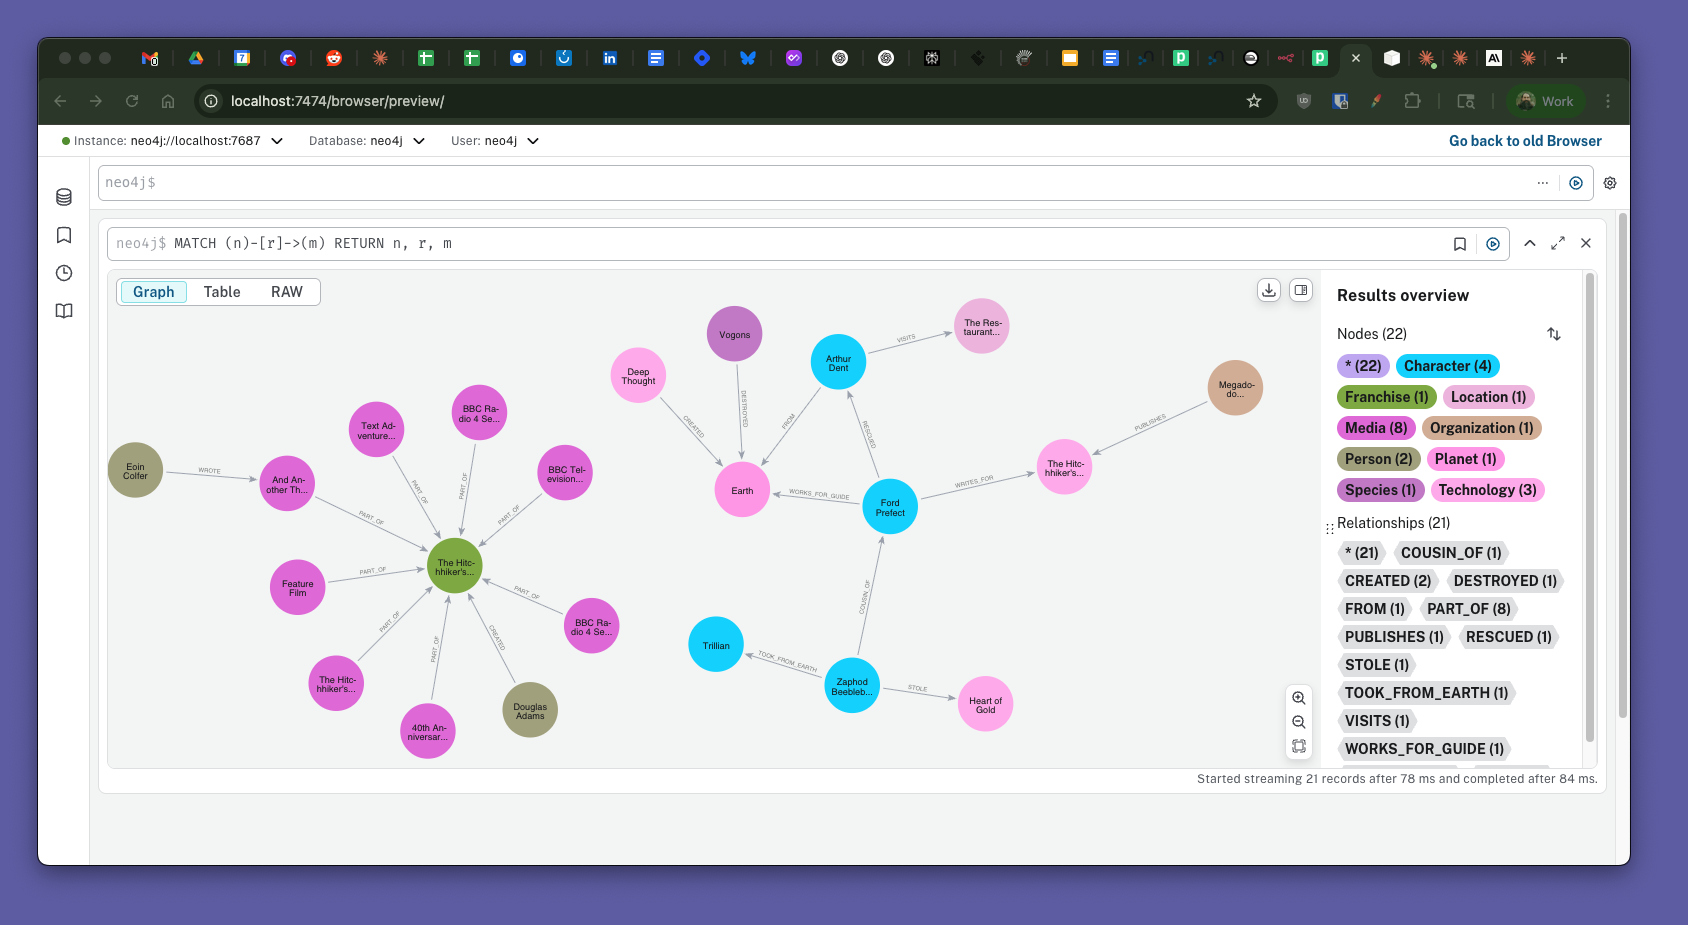 localhost:7474/browser/preview/
Work
Instance: neo4j://localhost:7687
Database: neo4j
User: neo4j
Go back to old Browser
neo4j$
neo4j$ MATCH (n)-[r]->(m) RETURN n, r, m
Graph
Table
RAW
Vogons
Deep
Thought
Arthur
Dent
The Res-
taurant...
Megado-
do...
VISITS
CREATED
DESTROYED
FROM
RESCUED
PUBLISHES
Earth
WORKS_FOR_GUIDE
Ford
Prefect
WRITES_FOR
The Hitc-
hhiker's...
COUSIN_OF
Trillian
TOOK_FROM_EARTH
Zaphod
Beebleb...
STOLE
Heart of
Gold
Eoin
Colfer
WROTE
And An-
other Th...
PART_OF
Text Ad-
venture...
PART_OF
BBC Ra-
dio 4 Se...
PART_OF
BBC Tel-
evision...
PART_OF
The Hitc-
hhiker's...
Feature
Film
PART_OF
The Hitc-
hhiker's...
PART_OF
40th An-
niversar...
PART_OF
Douglas
Adams
CREATED
BBC Ra-
dio 4 Se...
PART_OF
Results overview
Nodes (22)
* (22)
Character (4)
Franchise (1)
Location (1)
Media (8)
Organization (1)
Person (2)
Planet (1)
Species (1)
Technology (3)
Relationships (21)
* (21)
COUSIN_OF (1)
CREATED (2)
DESTROYED (1)
FROM (1)
PART_OF (8)
PUBLISHES (1)
RESCUED (1)
STOLE (1)
TOOK_FROM_EARTH (1)
VISITS (1)
WORKS_FOR_GUIDE (1)
Started streaming 21 records after 78 ms and completed after 84 ms.